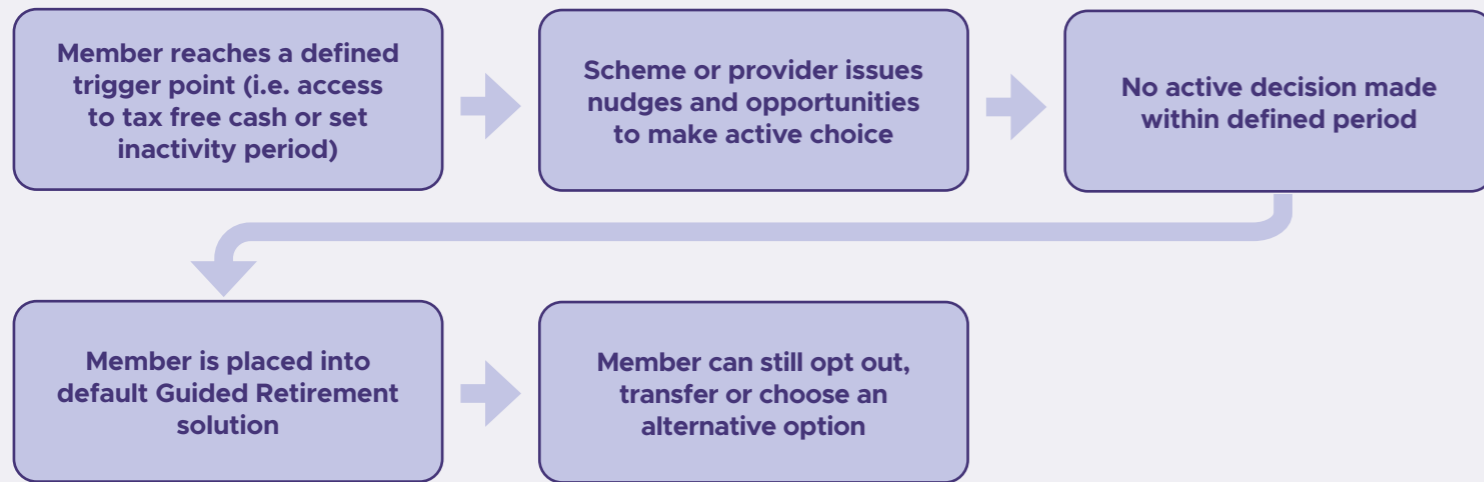 Member reaches a defined
trigger point (i.e. access
to tax free cash or set
inactivity period)
Scheme or provider issues
nudges and opportunities
to make active choice
No active decision made
within defined period
Member is placed into
default Guided Retirement
solution
Member can still opt out,
transfer or choose an
alternative option